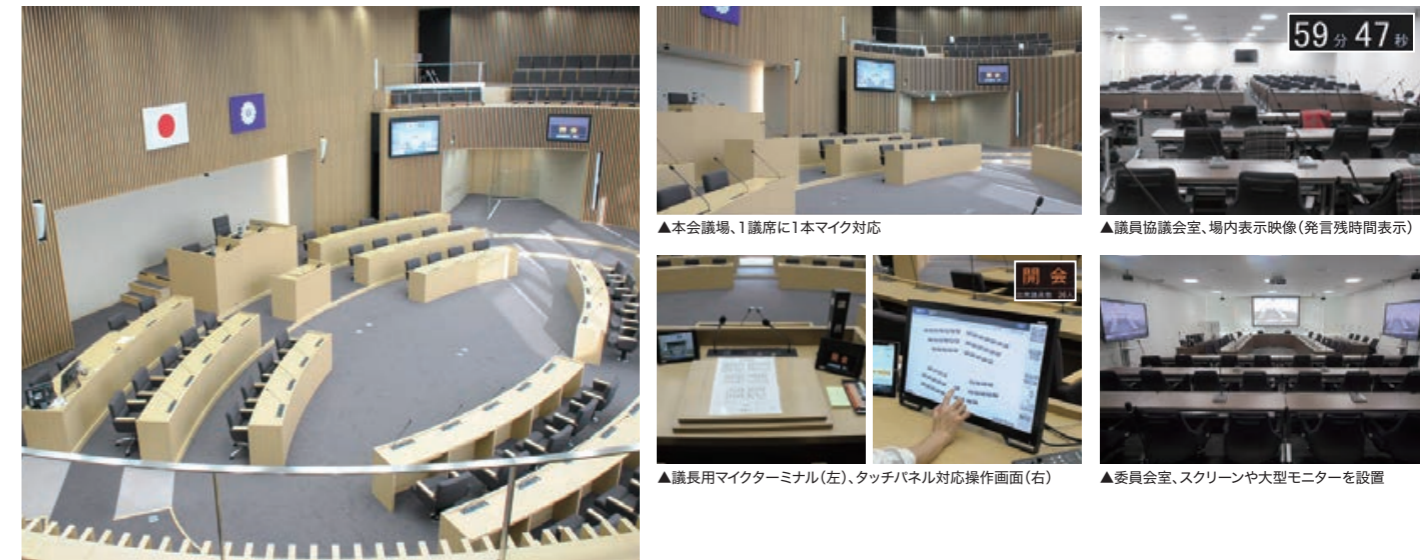 59分47秒
▲本会議場、1議席に1本マイク対応
▲議員協議会室、場内表示映像(発言残時間表示)
開会
▲議長用マイクターミナル(左)、タッチパネル対応操作画面(右)
▲委員会室、スクリーンや大型モニターを設置